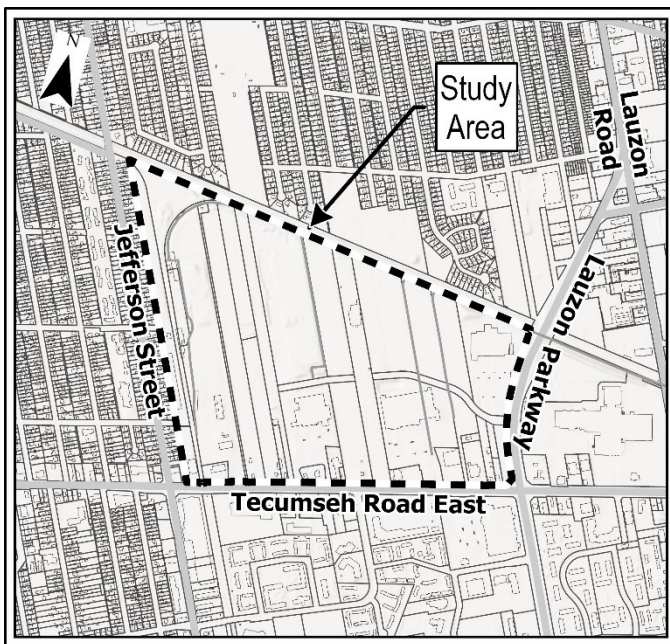 N
Study
Area
Lauzon
Road
Jefferson Street
Lauzon Parkway
Tecumseh Road East